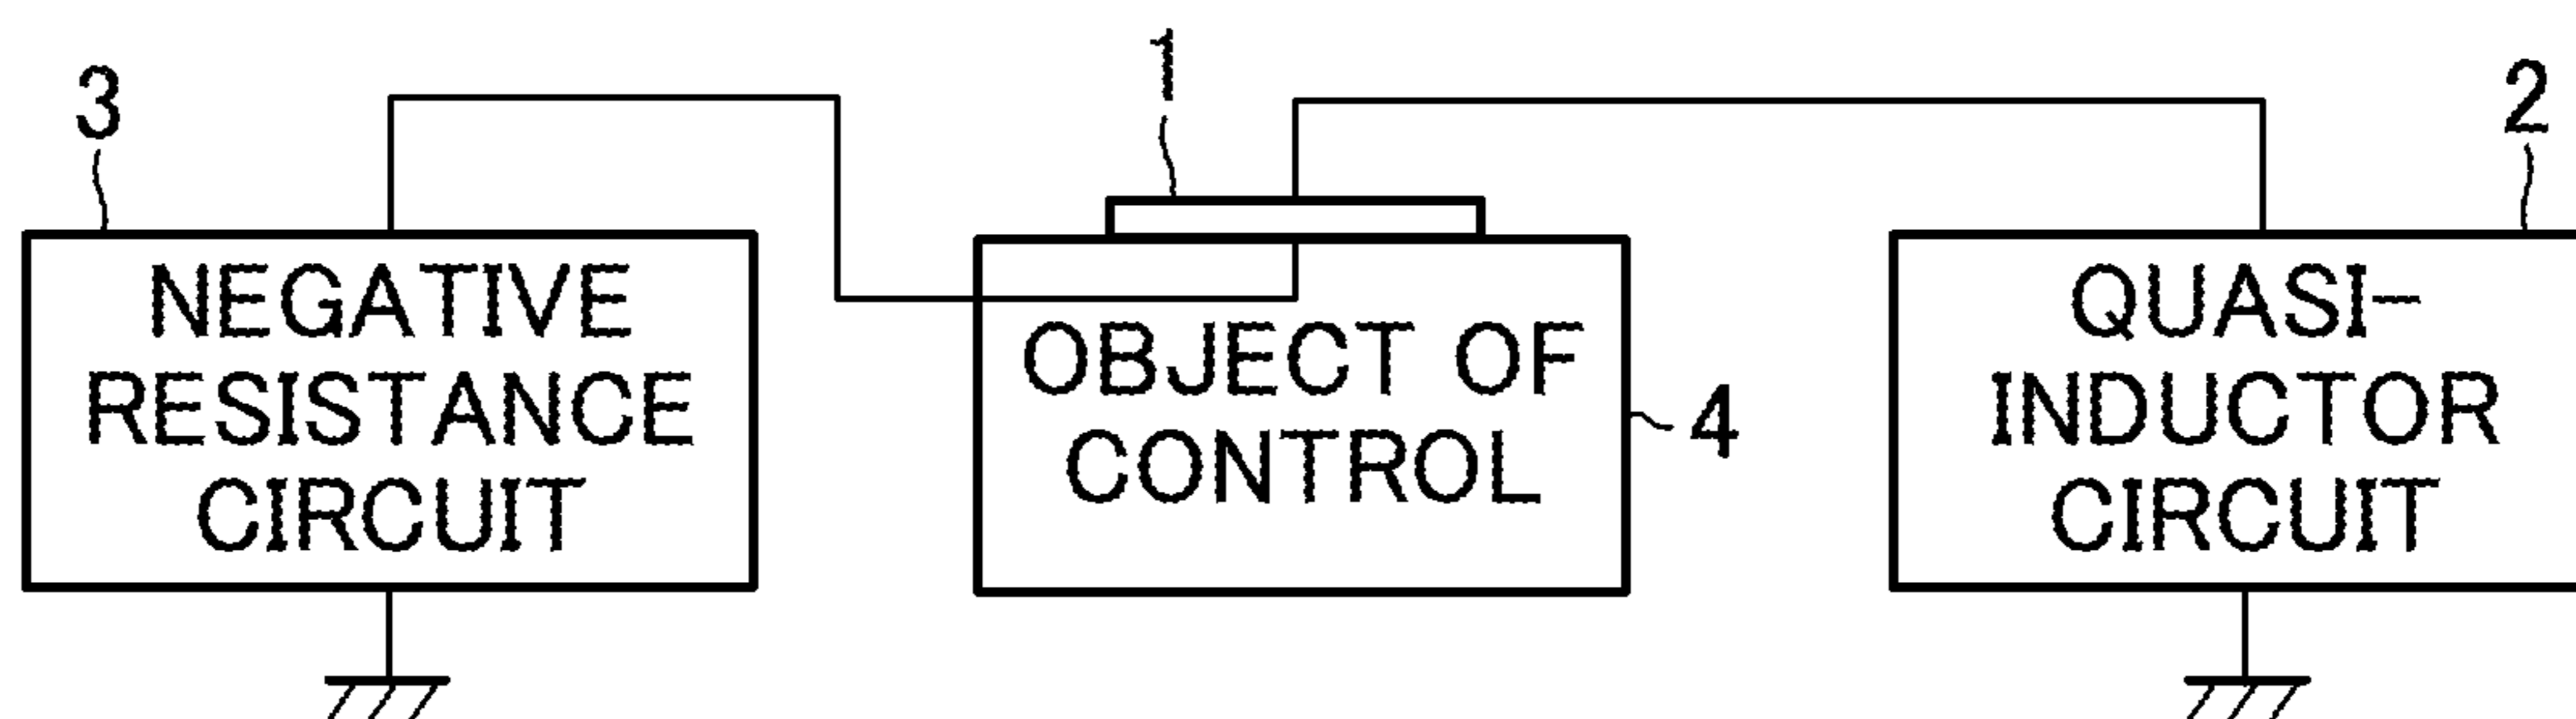 3
1
2
NEGATIVE
RESISTANCE
CIRCUIT
OBJECT OF
CONTROL
4
QUASI-
INDUCTOR
CIRCUIT